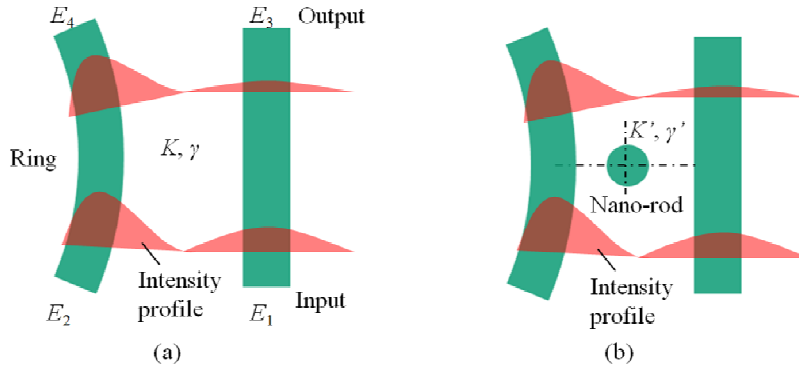 E4 E3 Output
K, γ
K', γ'
Ring
Nano-rod
Intensity
profile
Intensity
profile
E2 E1 Input
(a) (b)